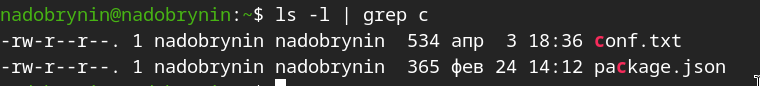 nadobrynin@nadobrynin:~$ ls -l | grep c
-rw-r--r--. 1 nadobrynin nadobrynin  534 апр  3 18:36 conf.txt
-rw-r--r--. 1 nadobrynin nadobrynin  365 фев 24 14:12 package.json